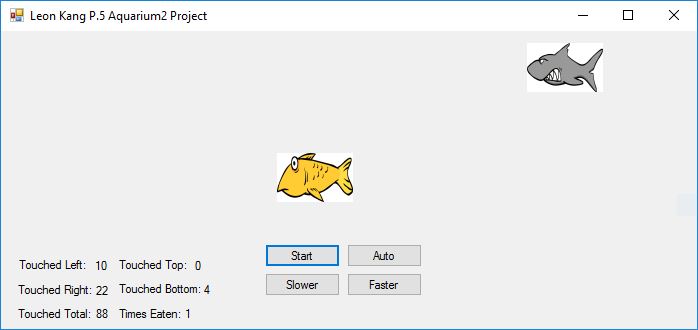 Leon Kang P.5 Aquarium2 Project
Start Auto
Touched Left: 10 Touched Top: 0
Slower Faster
Touched Right: 22 Touched Bottom: 4
Touched Total: 88 Times Eaten: 1